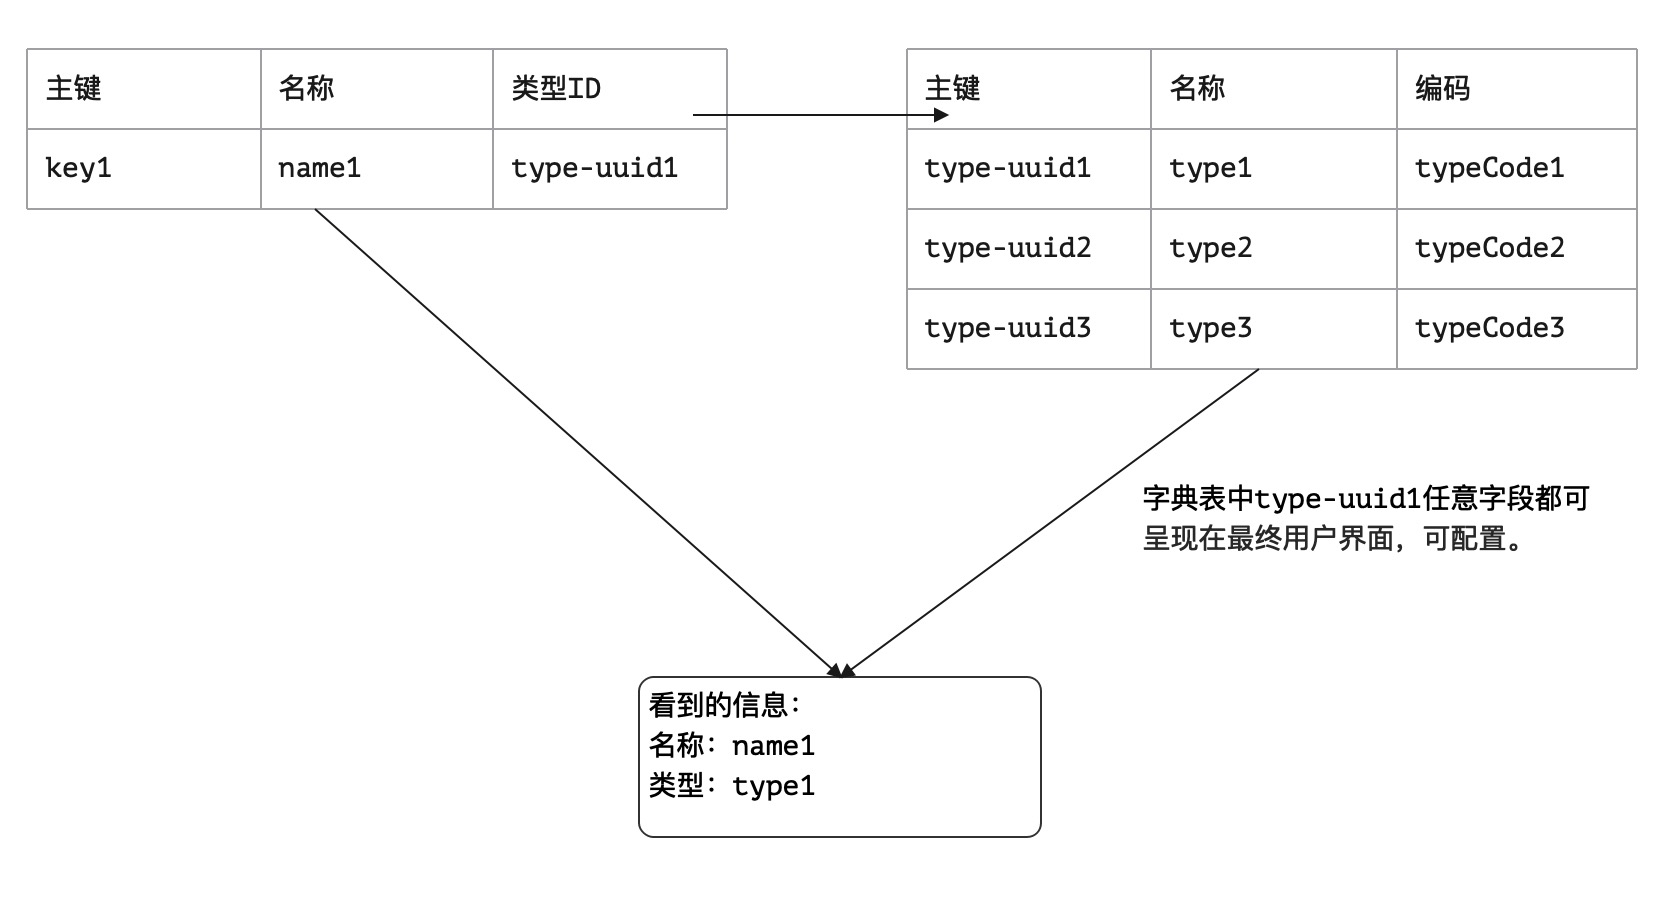 主键 名称 类型ID
key1 name1 type-uuid1
主键 名称 编码
type-uuid1 type1 typeCode1
type-uuid2 type2 typeCode2
type-uuid3 type3 typeCode3
字典表中type-uuid1任意字段都可
呈现在最终用户界面，可配置。
看到的信息：
名称：name1
类型：type1